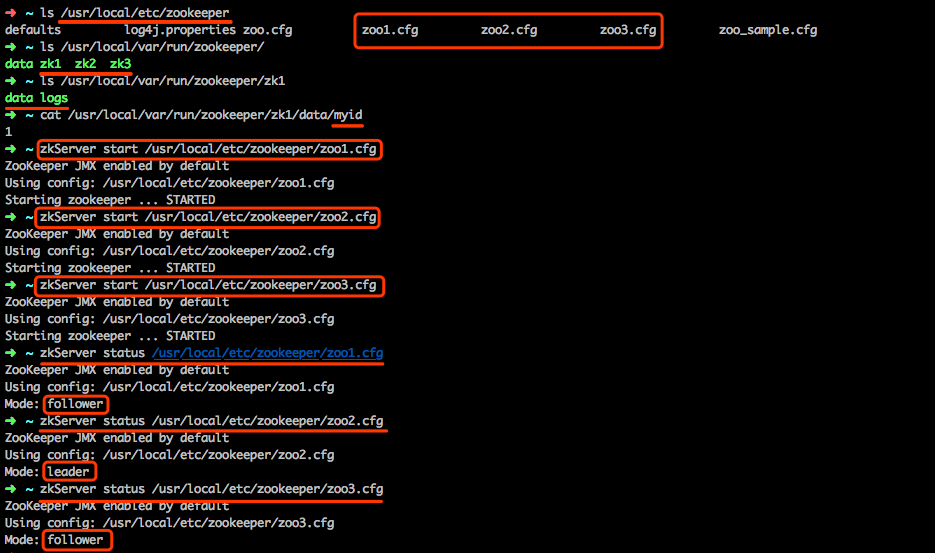 ➜ ~ ls /usr/local/etc/zookeeper
defaults log4j.properties zoo.cfg zoo1.cfg zoo2.cfg zoo3.cfg zoo_sample.cfg
➜ ~ ls /usr/local/var/run/zookeeper/
data zk1 zk2 zk3
➜ ~ ls /usr/local/var/run/zookeeper/zk1
data logs
➜ ~ cat /usr/local/var/run/zookeeper/zk1/data/myid
1
➜ ~ zkServer start /usr/local/etc/zookeeper/zoo1.cfg
ZooKeeper JMX enabled by default
Using config: /usr/local/etc/zookeeper/zoo1.cfg
Starting zookeeper ... STARTED
➜ ~ zkServer start /usr/local/etc/zookeeper/zoo2.cfg
ZooKeeper JMX enabled by default
Using config: /usr/local/etc/zookeeper/zoo2.cfg
Starting zookeeper ... STARTED
➜ ~ zkServer start /usr/local/etc/zookeeper/zoo3.cfg
ZooKeeper JMX enabled by default
Using config: /usr/local/etc/zookeeper/zoo3.cfg
Starting zookeeper ... STARTED
➜ ~ zkServer status /usr/local/etc/zookeeper/zoo1.cfg
ZooKeeper JMX enabled by default
Using config: /usr/local/etc/zookeeper/zoo1.cfg
Mode: follower
➜ ~ zkServer status /usr/local/etc/zookeeper/zoo2.cfg
ZooKeeper JMX enabled by default
Using config: /usr/local/etc/zookeeper/zoo2.cfg
Mode: leader
➜ ~ zkServer status /usr/local/etc/zookeeper/zoo3.cfg
ZooKeeper JMX enabled by default
Using config: /usr/local/etc/zookeeper/zoo3.cfg
Mode: follower